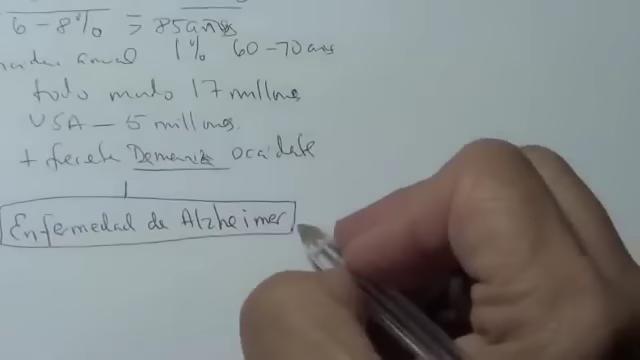 6-8% ≥ 85 años
anual 1% 60-70 años
todo mundo 17 millones
USA - 5 millones.
+ frecuente Demencia occidente
Enfermedad de Alzheimer